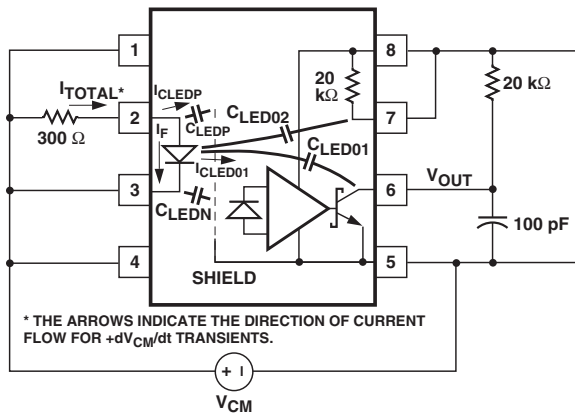 1
8
I_TOTAL*
I_CLEDP
20 kΩ
20 kΩ
300 Ω
2
C_LEDP
C_LED02
7
I_F
C_LED01
I_CLED01
3
C_LEDN
6
V_OUT
100 pF
4
SHIELD
5
* THE ARROWS INDICATE THE DIRECTION OF CURRENT
FLOW FOR +dV_CM/dt TRANSIENTS.
+
V_CM